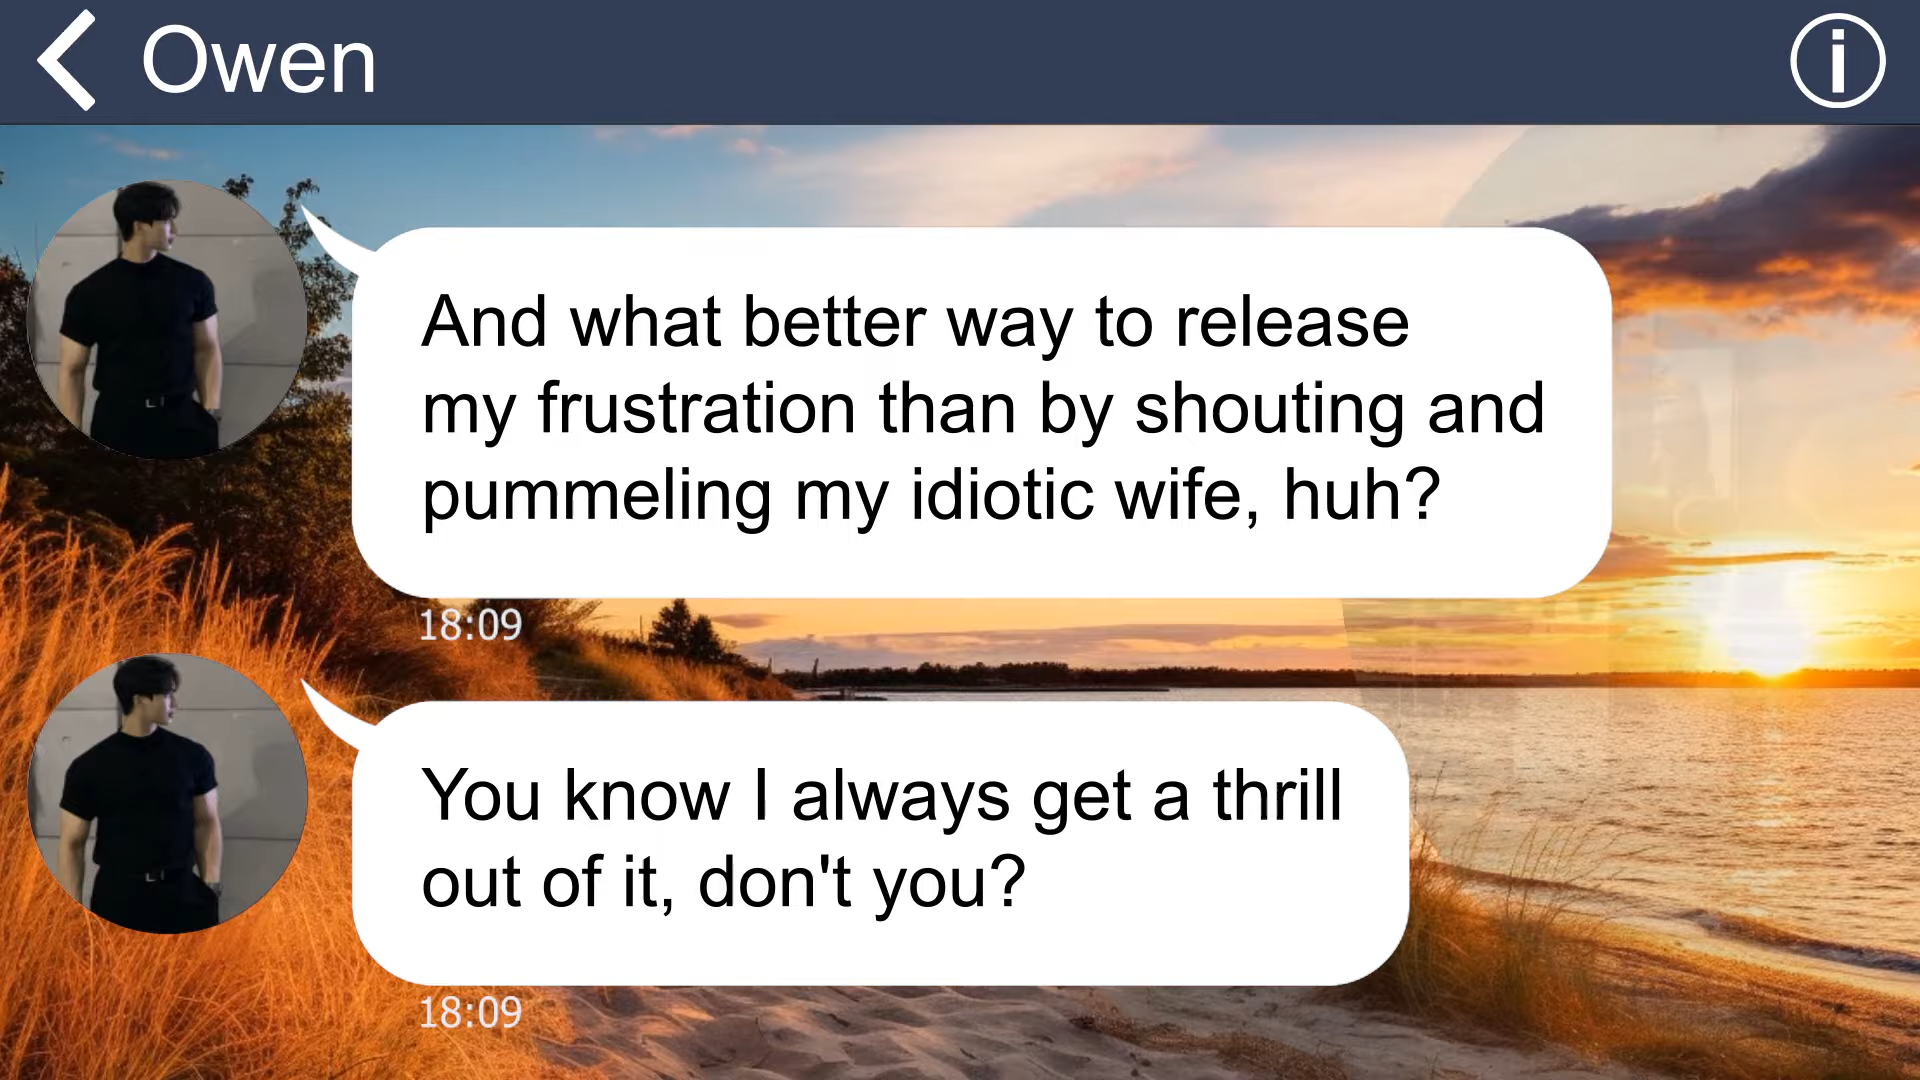 Owen
And what better way to release
my frustration than by shouting and
pummeling my idiotic wife, huh?
18:09
You know I always get a thrill
out of it, don't you?
18:09